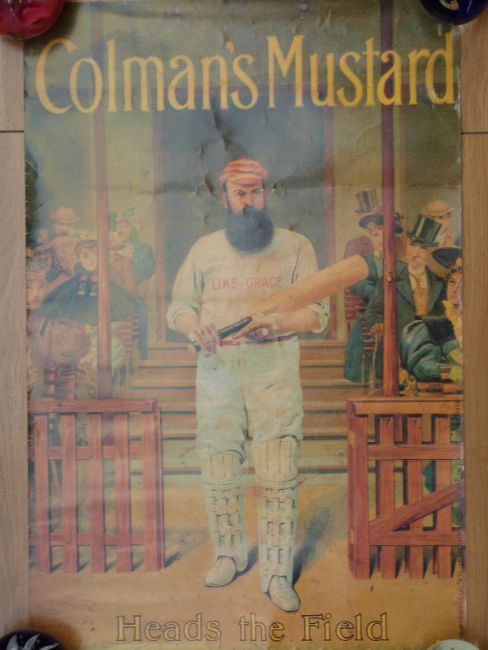 Colman's Mustard
LIKE GRACE
Heads the Field